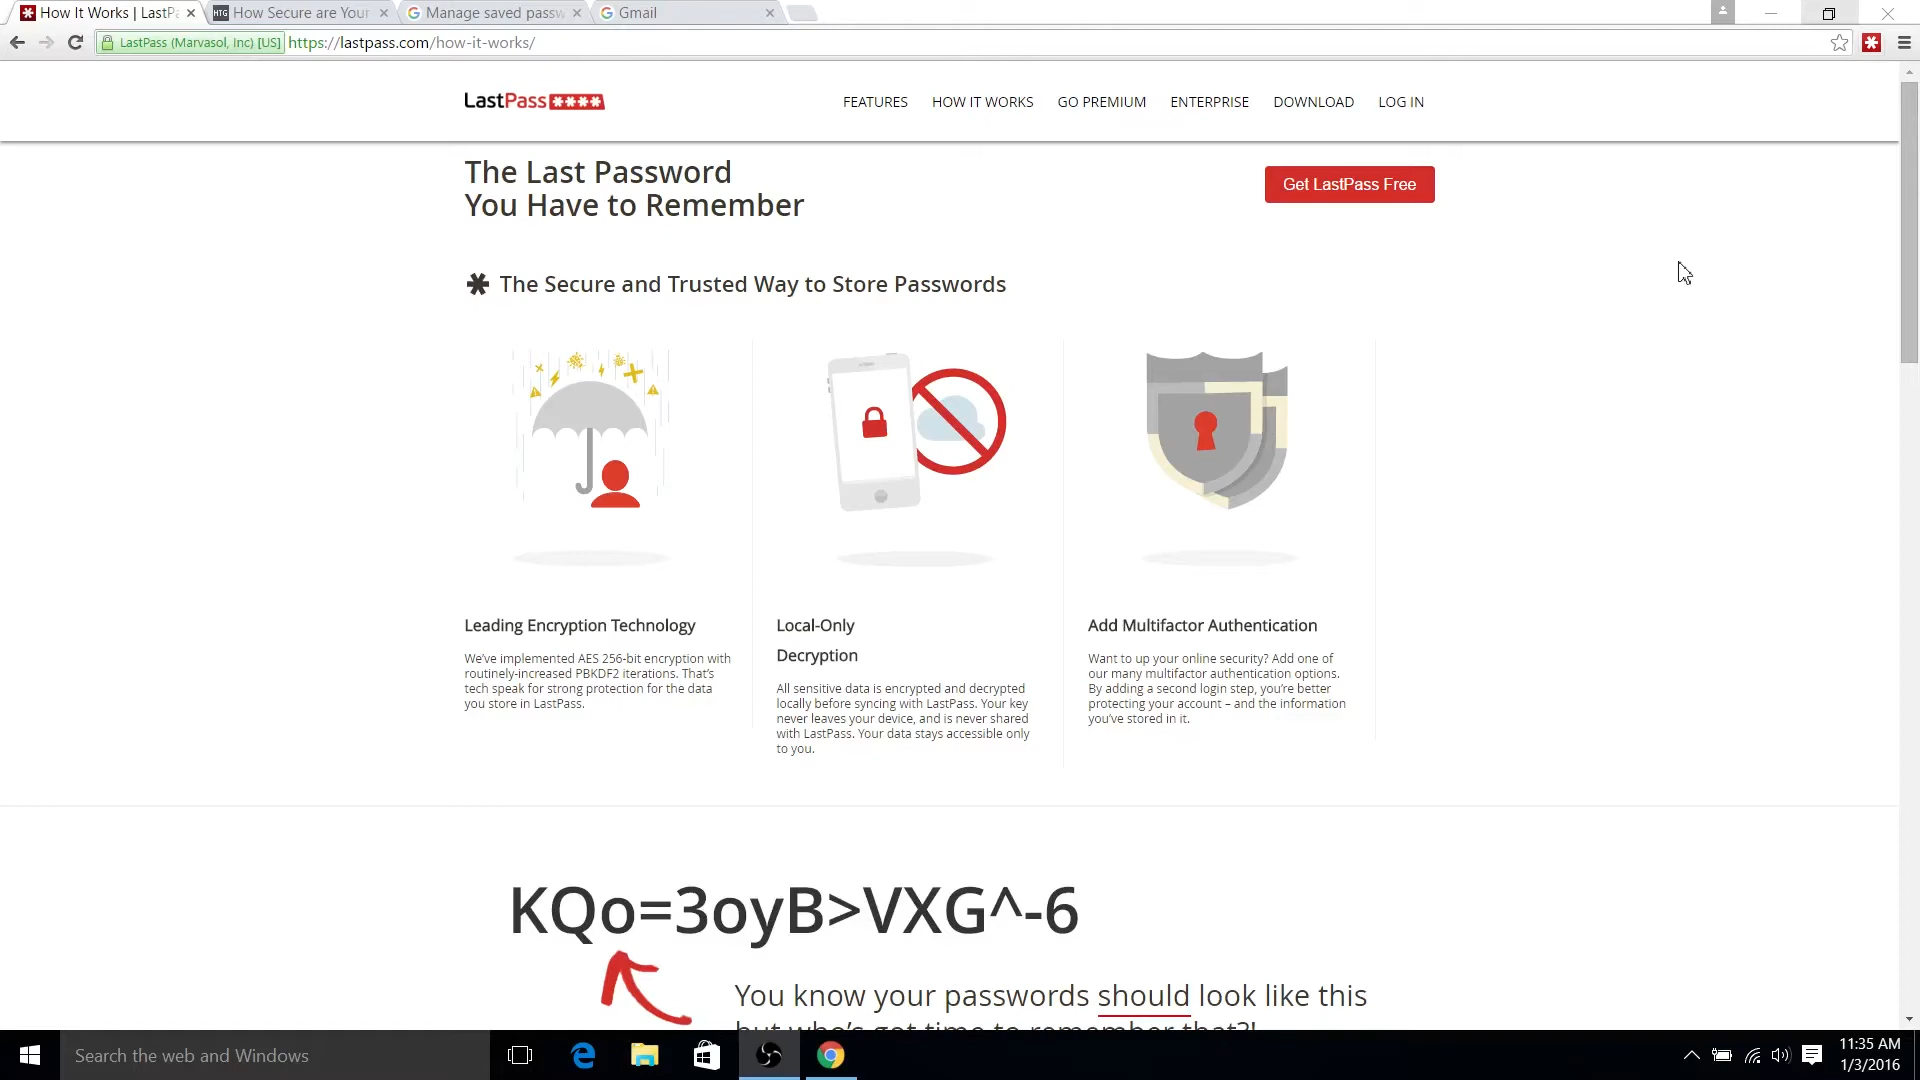 How It Works | LastPa
HTG How Secure are Your
Manage saved passw
Gmail
LastPass (Marvasol, Inc) [US] https://lastpass.com/how-it-works/
LastPass ****
FEATURES HOW IT WORKS GO PREMIUM ENTERPRISE DOWNLOAD LOG IN
The Last Password
You Have to Remember
Get LastPass Free
The Secure and Trusted Way to Store Passwords
Leading Encryption Technology
We've implemented AES 256-bit encryption with
routinely-increased PBKDF2 iterations. That's
tech speak for strong protection for the data
you store in LastPass.
Local-Only
Decryption
All sensitive data is encrypted and decrypted
locally before syncing with LastPass. Your key
never leaves your device, and is never shared
with LastPass. Your data stays accessible only
to you.
Add Multifactor Authentication
Want to up your online security? Add one of
our many multifactor authentication options.
By adding a second login step, you're better
protecting your account – and the information
you've stored in it.
KQo=3oyB>VXG^-6
You know your passwords should look like this
but who's got time to remember that?!
Search the web and Windows
11:35 AM
1/3/2016